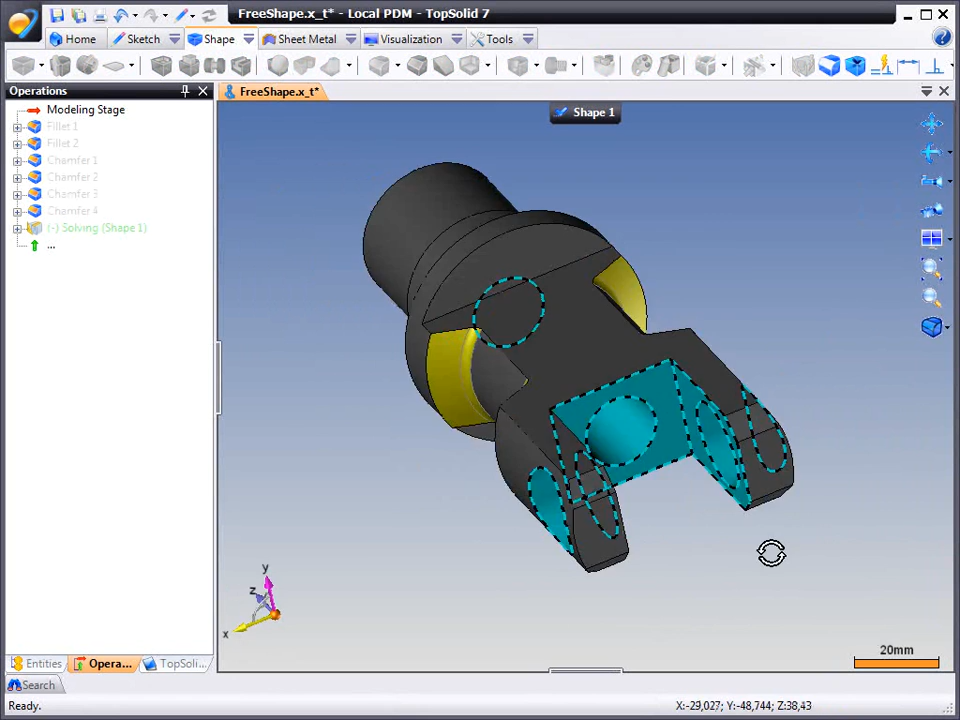 FreeShape.x_t* - Local PDM - TopSolid 7
Home
Sketch
Shape
Sheet Metal
Visualization
Tools
Operations
FreeShape.x_t*
Modeling Stage
Fillet 1
Fillet 2
Chamfer 1
Chamfer 2
Chamfer 3
Chamfer 4
(-) Solving (Shape 1)
...
Shape 1
y
z
x
20mm
Entities
Opera...
TopSoli...
Search
Ready.
X:-29,027; Y:-48,744; Z:38,43